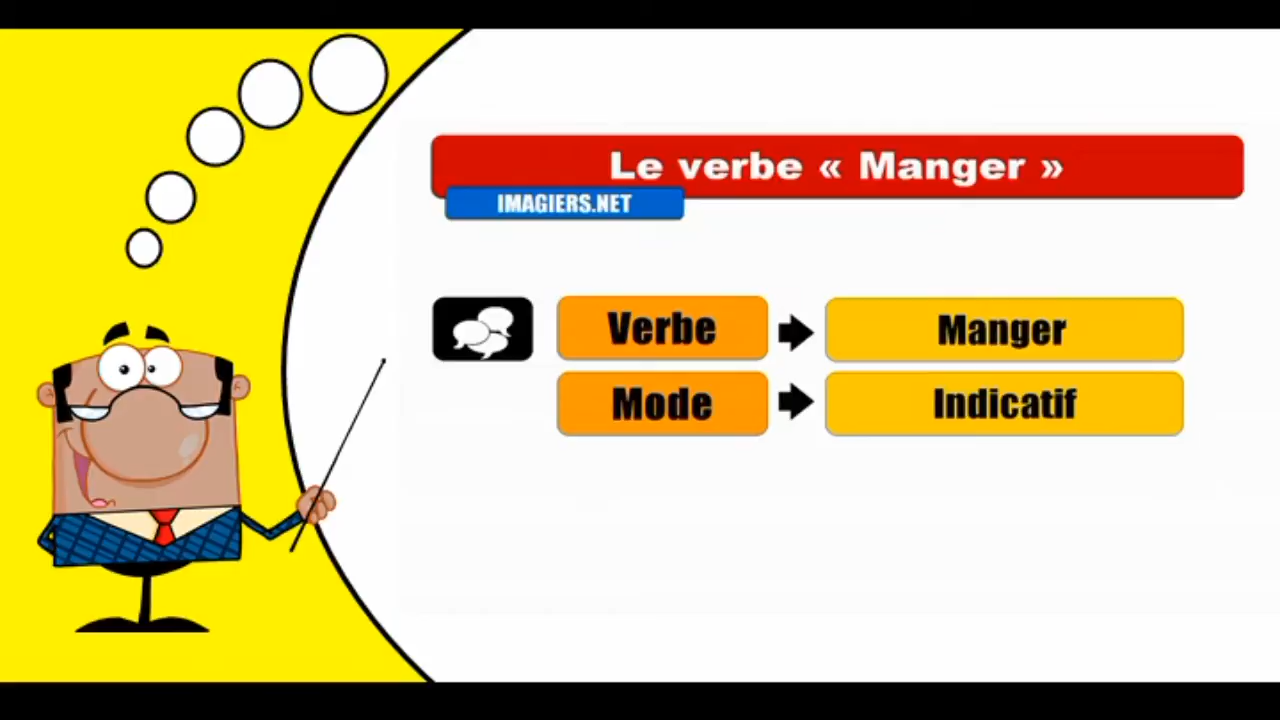 Le verbe « Manger »
IMAGIERS.NET
Verbe Manger
Mode Indicatif